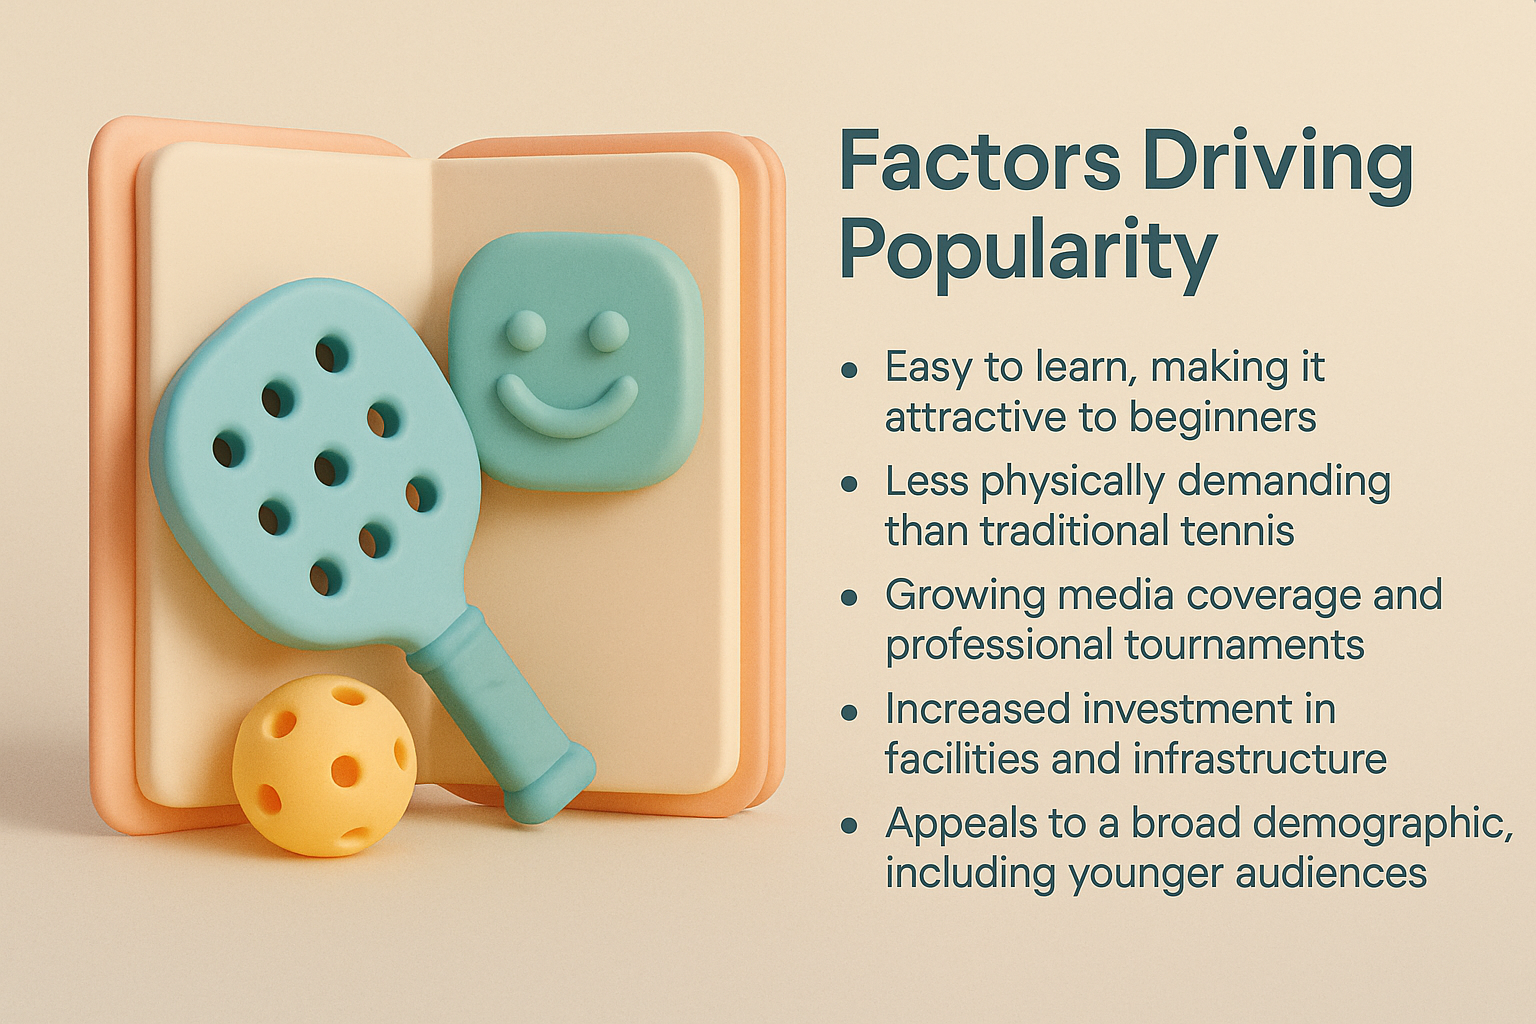 Factors Driving
Popularity
• Easy to learn, making it
attractive to beginners
• Less physically demanding
than traditional tennis
• Growing media coverage and
professional tournaments
• Increased investment in
facilities and infrastructure
• Appeals to a broad demographic,
including younger audiences